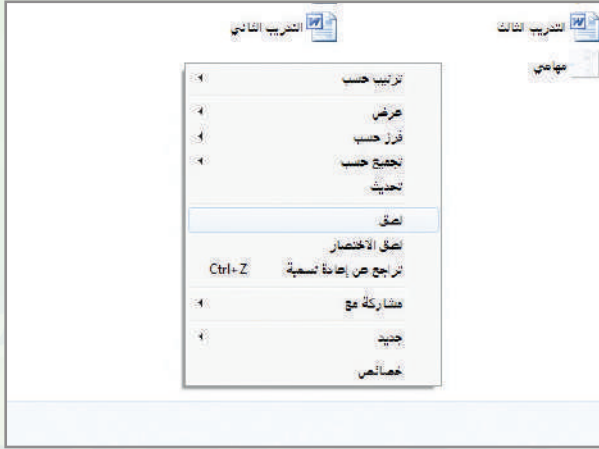 التدريب الثالث
التدريب الثاني
مهامي
ترتيب حسب
عرض
فرز حسب
تجميع حسب
تحديث
لصق
لصق الاختصار
تراجع عن إعادة تسمية Ctrl+Z
مشاركة مع
جديد
خصائص